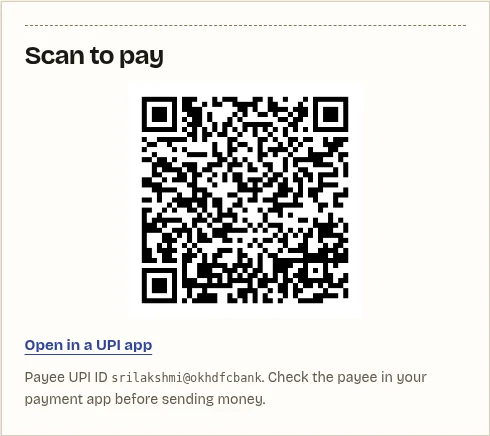 Scan to pay
Open in a UPI app
Payee UPI ID srilakshmi@okhdfcbank. Check the payee in your
payment app before sending money.